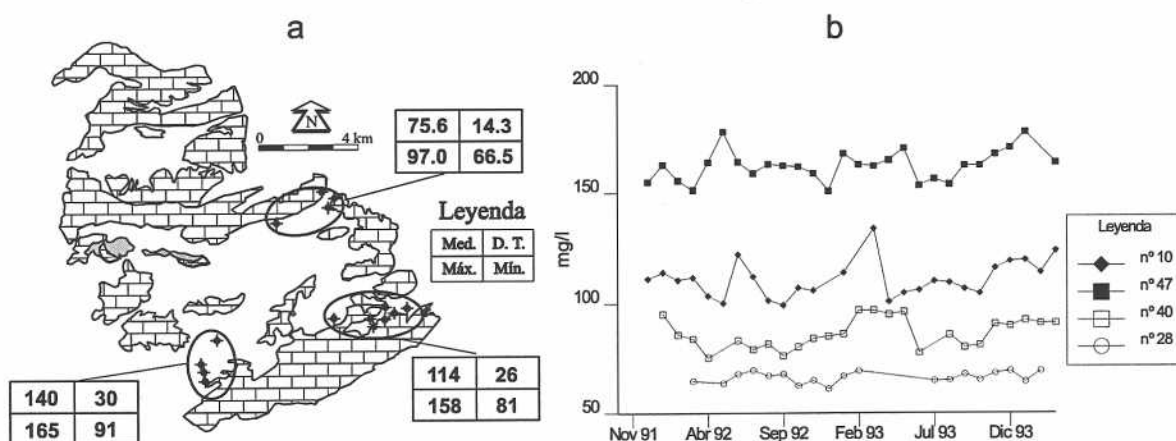 a
b
N
0 4 km
75.6 14.3
97.0 66.5
Leyenda
Med. D. T.
Máx. Mín.
140 30
165 91
114 26
158 81
200
150
100
50
mg/l
Nov 91 Abr 92 Sep 92 Feb 93 Jul 93 Dic 93
Leyenda
nº 10
nº 47
nº 40
nº 28